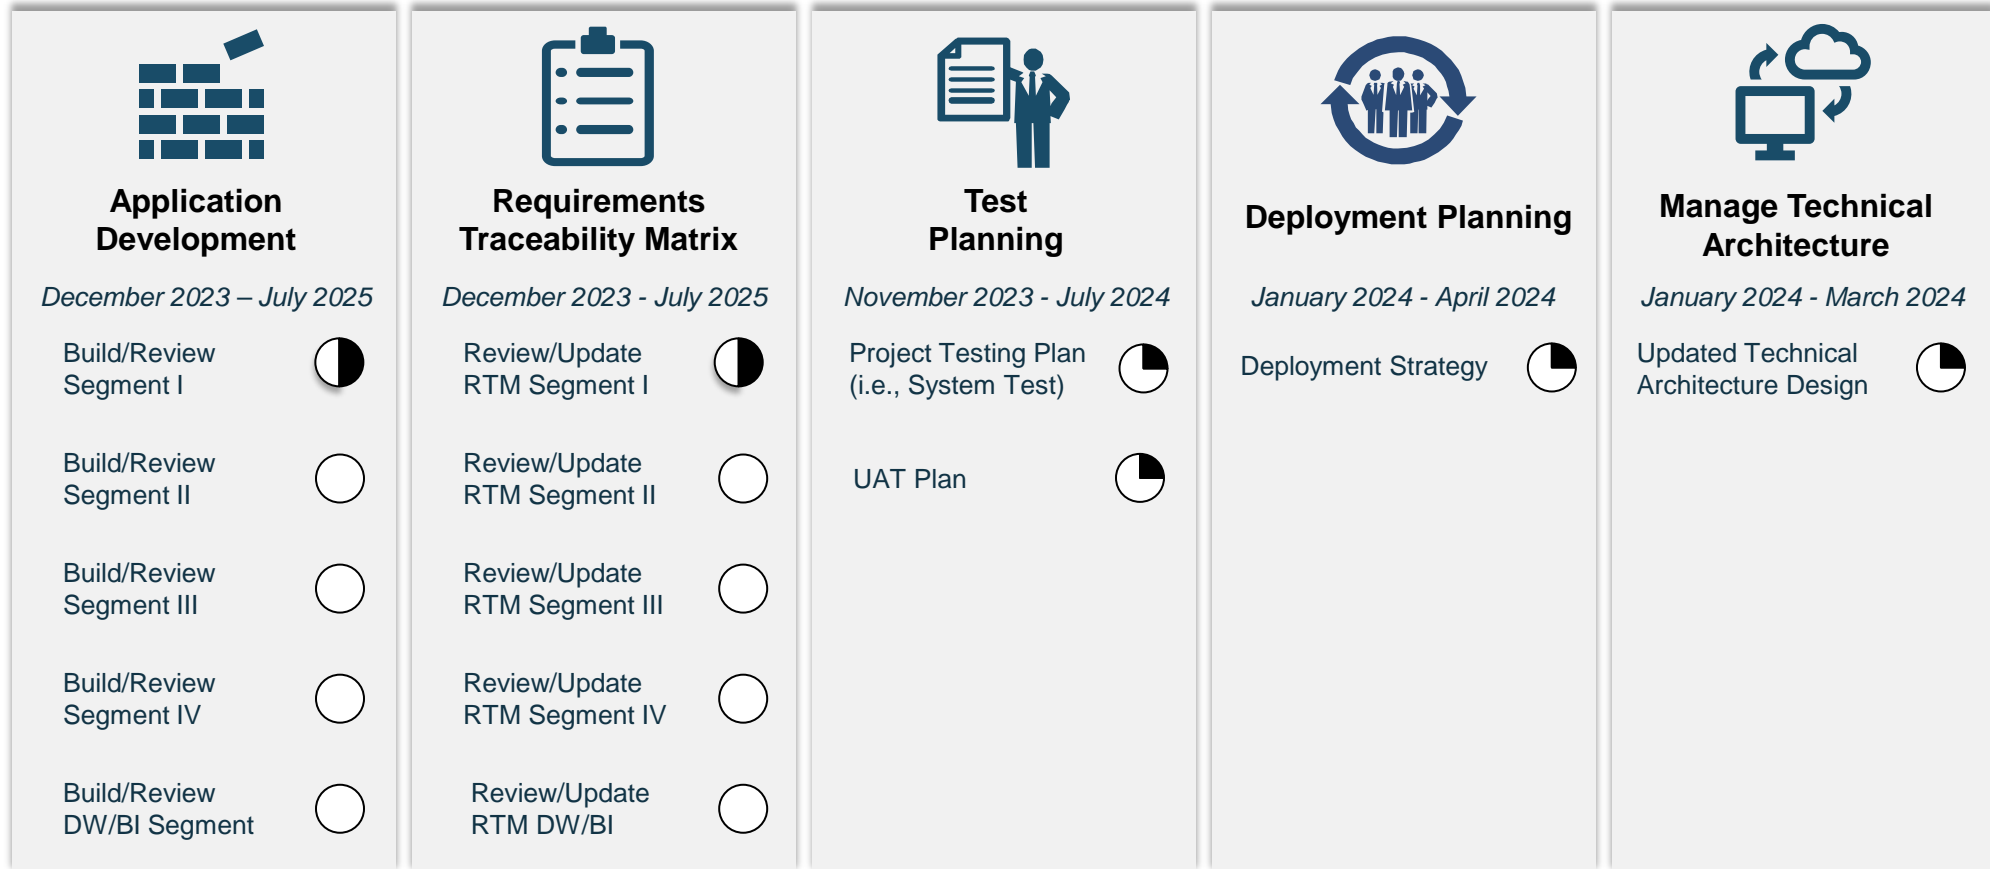 Application
Development
December 2023 – July 2025
Build/Review
Segment I
Build/Review
Segment II
Build/Review
Segment III
Build/Review
Segment IV
Build/Review
DW/BI Segment
Requirements
Traceability Matrix
December 2023 - July 2025
Review/Update
RTM Segment I
Review/Update
RTM Segment II
Review/Update
RTM Segment III
Review/Update
RTM Segment IV
Review/Update
RTM DW/BI
Test
Planning
November 2023 - July 2024
Project Testing Plan
(i.e., System Test)
UAT Plan
Deployment Planning
January 2024 - April 2024
Deployment Strategy
Manage Technical
Architecture
January 2024 - March 2024
Updated Technical
Architecture Design